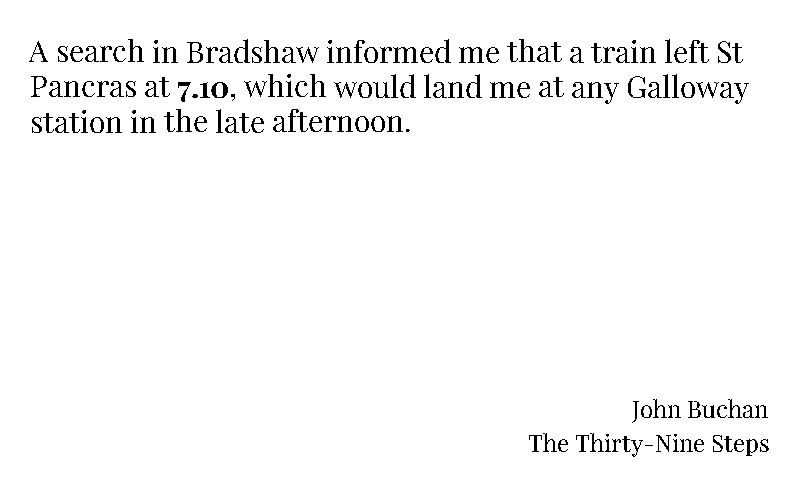 A search in Bradshaw informed me that a train left St
Pancras at 7.10, which would land me at any Galloway
station in the late afternoon.
John Buchan
The Thirty-Nine Steps